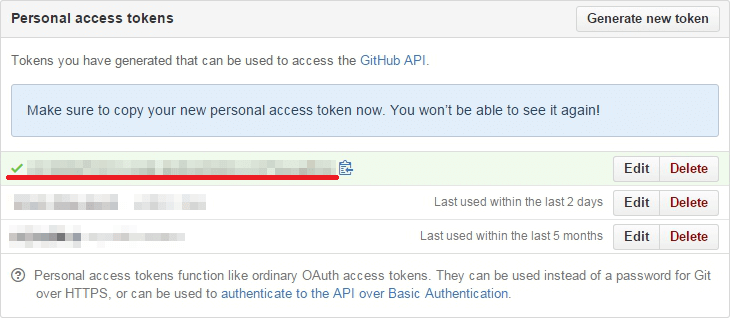 Personal access tokens
Generate new token
Tokens you have generated that can be used to access the GitHub API.
Make sure to copy your new personal access token now. You won't be able to see it again!
Edit Delete
Last used within the last 2 days Edit Delete
Last used within the last 5 months Edit Delete
Personal access tokens function like ordinary OAuth access tokens. They can be used instead of a password for Git
over HTTPS, or can be used to authenticate to the API over Basic Authentication.